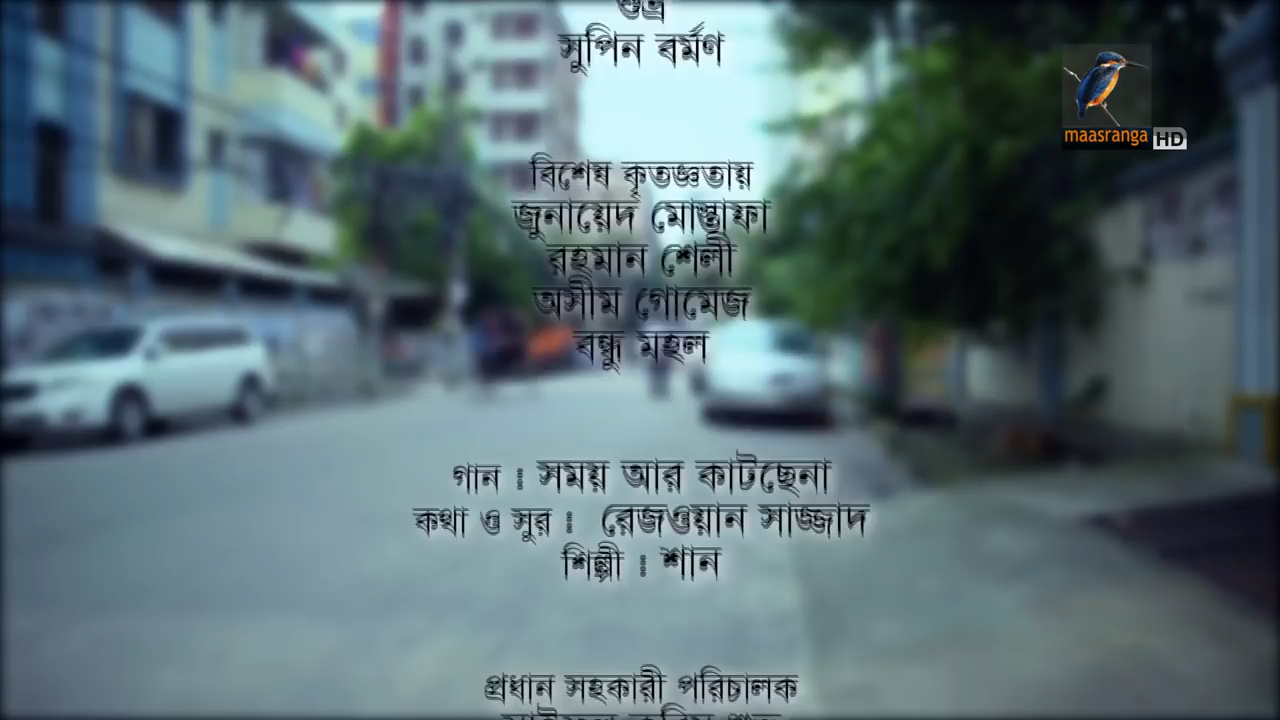 শুভ্র
সুপিন বর্মণ
maasranga HD
বিশেষ কৃতজ্ঞতায়
জুনায়েদ মোস্তাফা
রহমান শেলী
অসীম গোমেজ
বন্ধু মহল
গান : সময় আর কাটছেনা
কথা ও সুর : রেজওয়ান সাজ্জাদ
শিল্পী : শান
প্রধান সহকারী পরিচালক